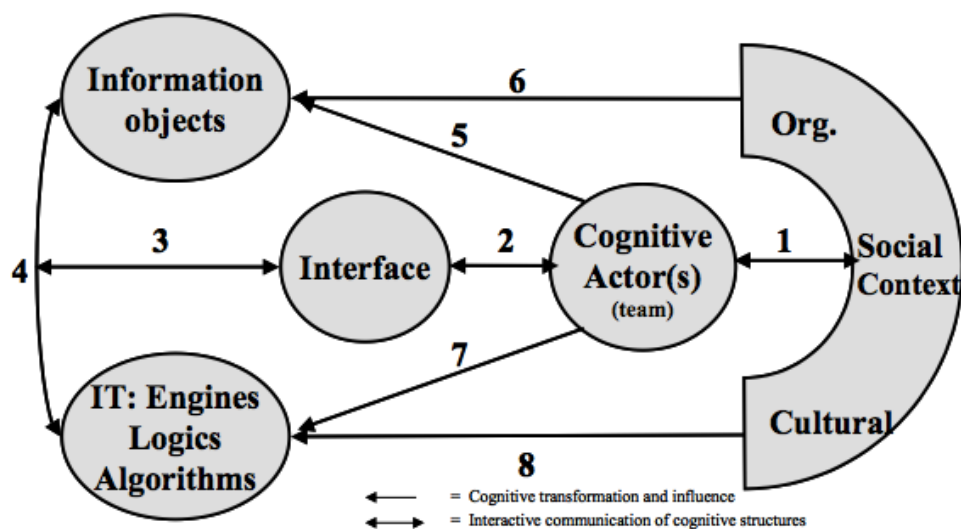 Information
objects
6
Org.
5
4
3
Interface
2
Cognitive
Actor(s)
(team)
1
Social
Context
7
IT: Engines
Logics
Algorithms
Cultural
8
= Cognitive transformation and influence
= Interactive communication of cognitive structures